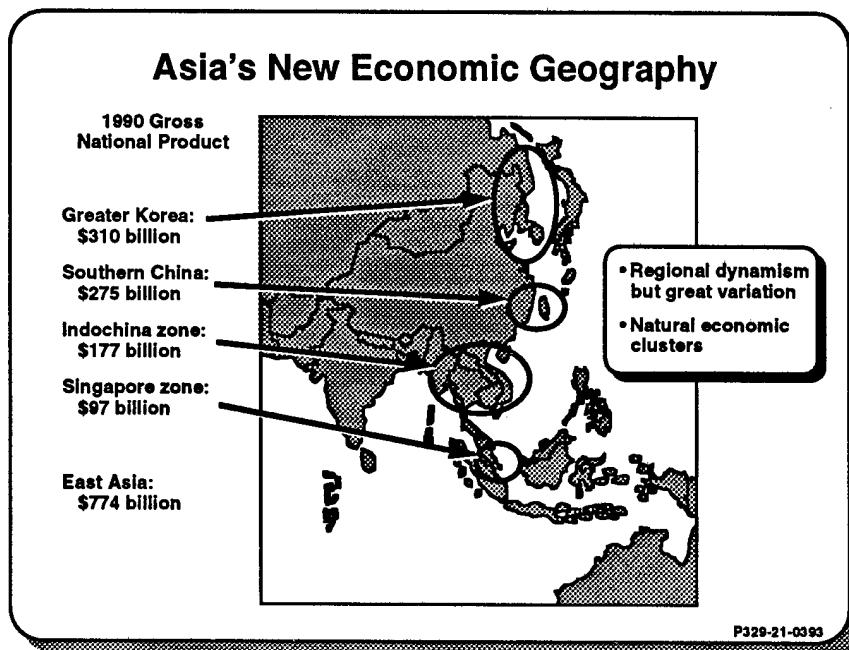 Asia's New Economic Geography
1990 Gross
National Product
Greater Korea:
$310 billion
Southern China:
$275 billion
Indochina zone:
$177 billion
Singapore zone:
$97 billion
East Asia:
$774 billion
• Regional dynamism
but great variation
• Natural economic
clusters
P329-21-0393